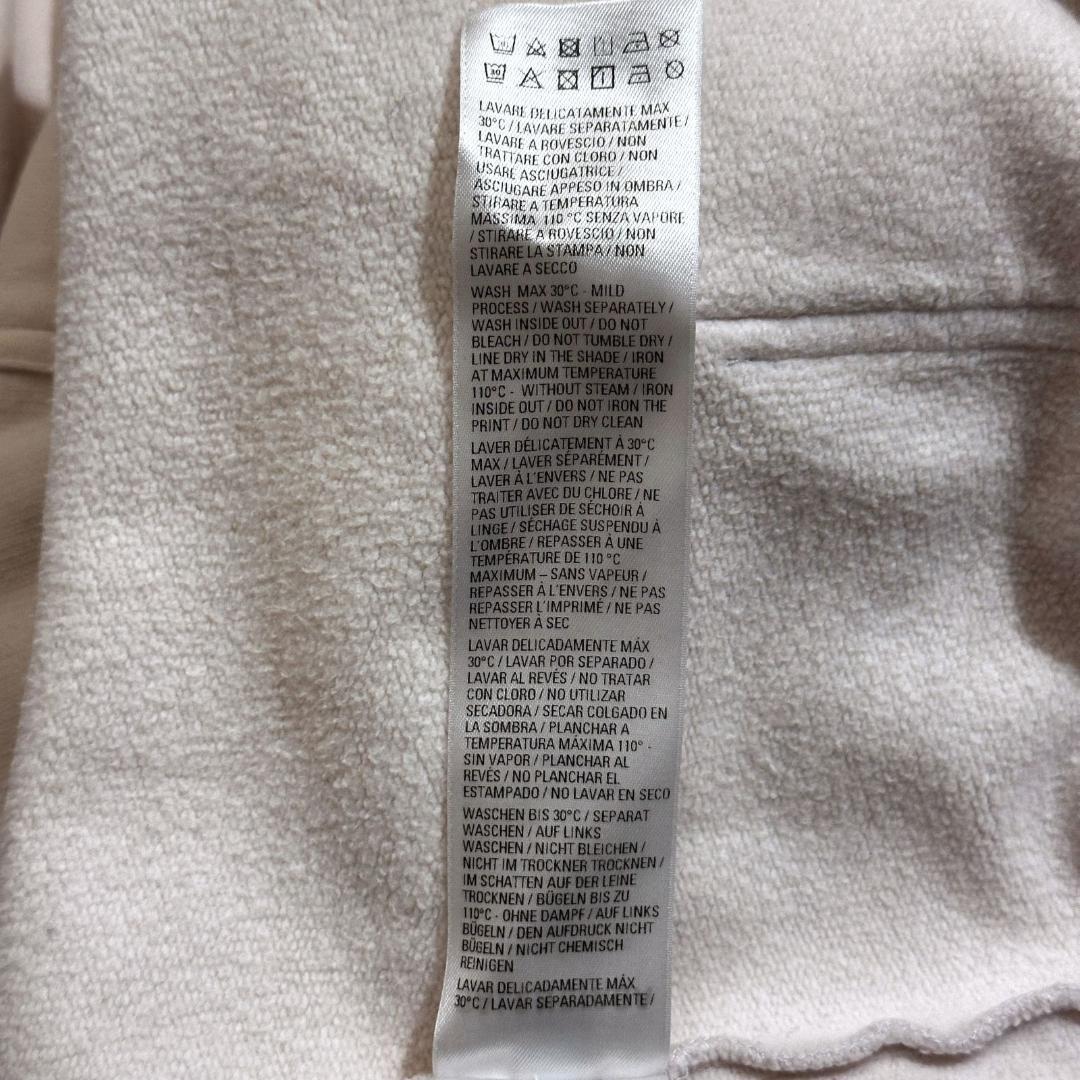 LAVARE DELICATAMENTE MAX
30°C / LAVARE SEPARATAMENTE /
LAVARE A ROVESCIO / NON
TRATTARE CON CLORO / NON
USARE ASCIUGATRICE /
ASCIUGARE APPESO IN OMBRA /
STIRARE A TEMPERATURA
MASSIMA 110 °C SENZA VAPORE
/ STIRARE A ROVESCIO / NON
STIRARE LA STAMPA / NON
LAVARE A SECCO
WASH MAX 30°C - MILD
PROCESS / WASH SEPARATELY /
WASH INSIDE OUT / DO NOT
BLEACH / DO NOT TUMBLE DRY /
LINE DRY IN THE SHADE / IRON
AT MAXIMUM TEMPERATURE
110°C - WITHOUT STEAM / IRON
INSIDE OUT / DO NOT IRON THE
PRINT / DO NOT DRY CLEAN
LAVER DÉLICATEMENT À 30°C
MAX / LAVER SÉPARÉMENT /
LAVER À L'ENVERS / NE PAS
TRAITER AVEC DU CHLORE / NE
PAS UTILISER DE SÉCHOIR À
LINGE / SÉCHAGE SUSPENDU À
L'OMBRE / REPASSER À UNE
TEMPÉRATURE DE 110 °C
MAXIMUM – SANS VAPEUR /
REPASSER À L'ENVERS / NE PAS
REPASSER L'IMPRIMÉ / NE PAS
NETTOYER À SEC
LAVAR DELICADAMENTE MÁX
30°C / LAVAR POR SEPARADO /
LAVAR AL REVÉS / NO TRATAR
CON CLORO / NO UTILIZAR
SECADORA / SECAR COLGADO EN
LA SOMBRA / PLANCHAR A
TEMPERATURA MÁXIMA 110° -
SIN VAPOR / PLANCHAR AL
REVÉS / NO PLANCHAR EL
ESTAMPADO / NO LAVAR EN SECO
WASCHEN BIS 30°C / SEPARAT
WASCHEN / AUF LINKS
WASCHEN / NICHT BLEICHEN /
NICHT IM TROCKNER TROCKNEN /
IM SCHATTEN AUF DER LEINE
TROCKNEN / BÜGELN BIS ZU
110°C - OHNE DAMPF / AUF LINKS
BÜGELN / DEN AUFDRUCK NICHT
BÜGELN / NICHT CHEMISCH
REINIGEN
LAVAR DELICADAMENTE MÁX
30°C / LAVAR SEPARADAMENTE /